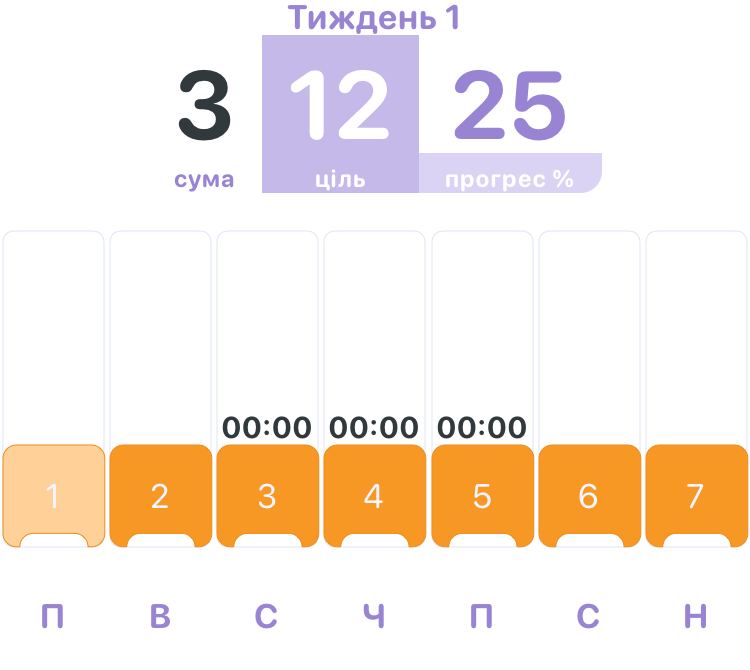 Тиждень 1
3 12 25
сума ціль прогрес %
00:00 00:00 00:00
1 2 3 4 5 6 7
П В С Ч П С Н